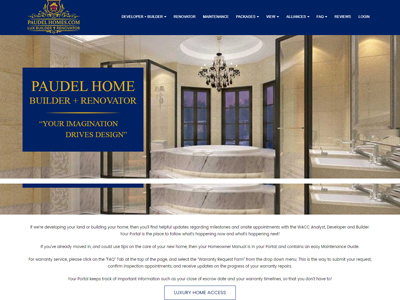 PAUDEL HOMES.COM
LUX BUILDER + RENOVATOR
DEVELOPER + BUILDER
RENOVATOR
MAINTENANCE
PACKAGES
VIEW
ALLIANCES
FAQ
REVIEWS
LOGIN
PAUDEL HOME
BUILDER + RENOVATOR
“YOUR IMAGINATION
DRIVES DESIGN”
If we're developing your land or building your home, then you'll find helpful updates regarding milestones and onsite appointments with the WACC Analyst, Developer and Builder.
Your Portal is the place to follow what's happening now and what's happening next!
If you've already moved in, and could use tips on the care of your new home, then your Homeowner Manual is in your Portal, and contains an easy Maintenance Guide.
For warranty service, please click on the "FAQ" Tab at the top of the page, and select the "Warranty Request Form" from the drop down menu. This is the way to submit your request,
confirm inspection appointments, and receive updates on the progress of your warranty repairs.
Your Portal keeps track of important information such as your close of escrow date and your warranty timelines, so that you don't have to!
LUXURY HOME ACCESS